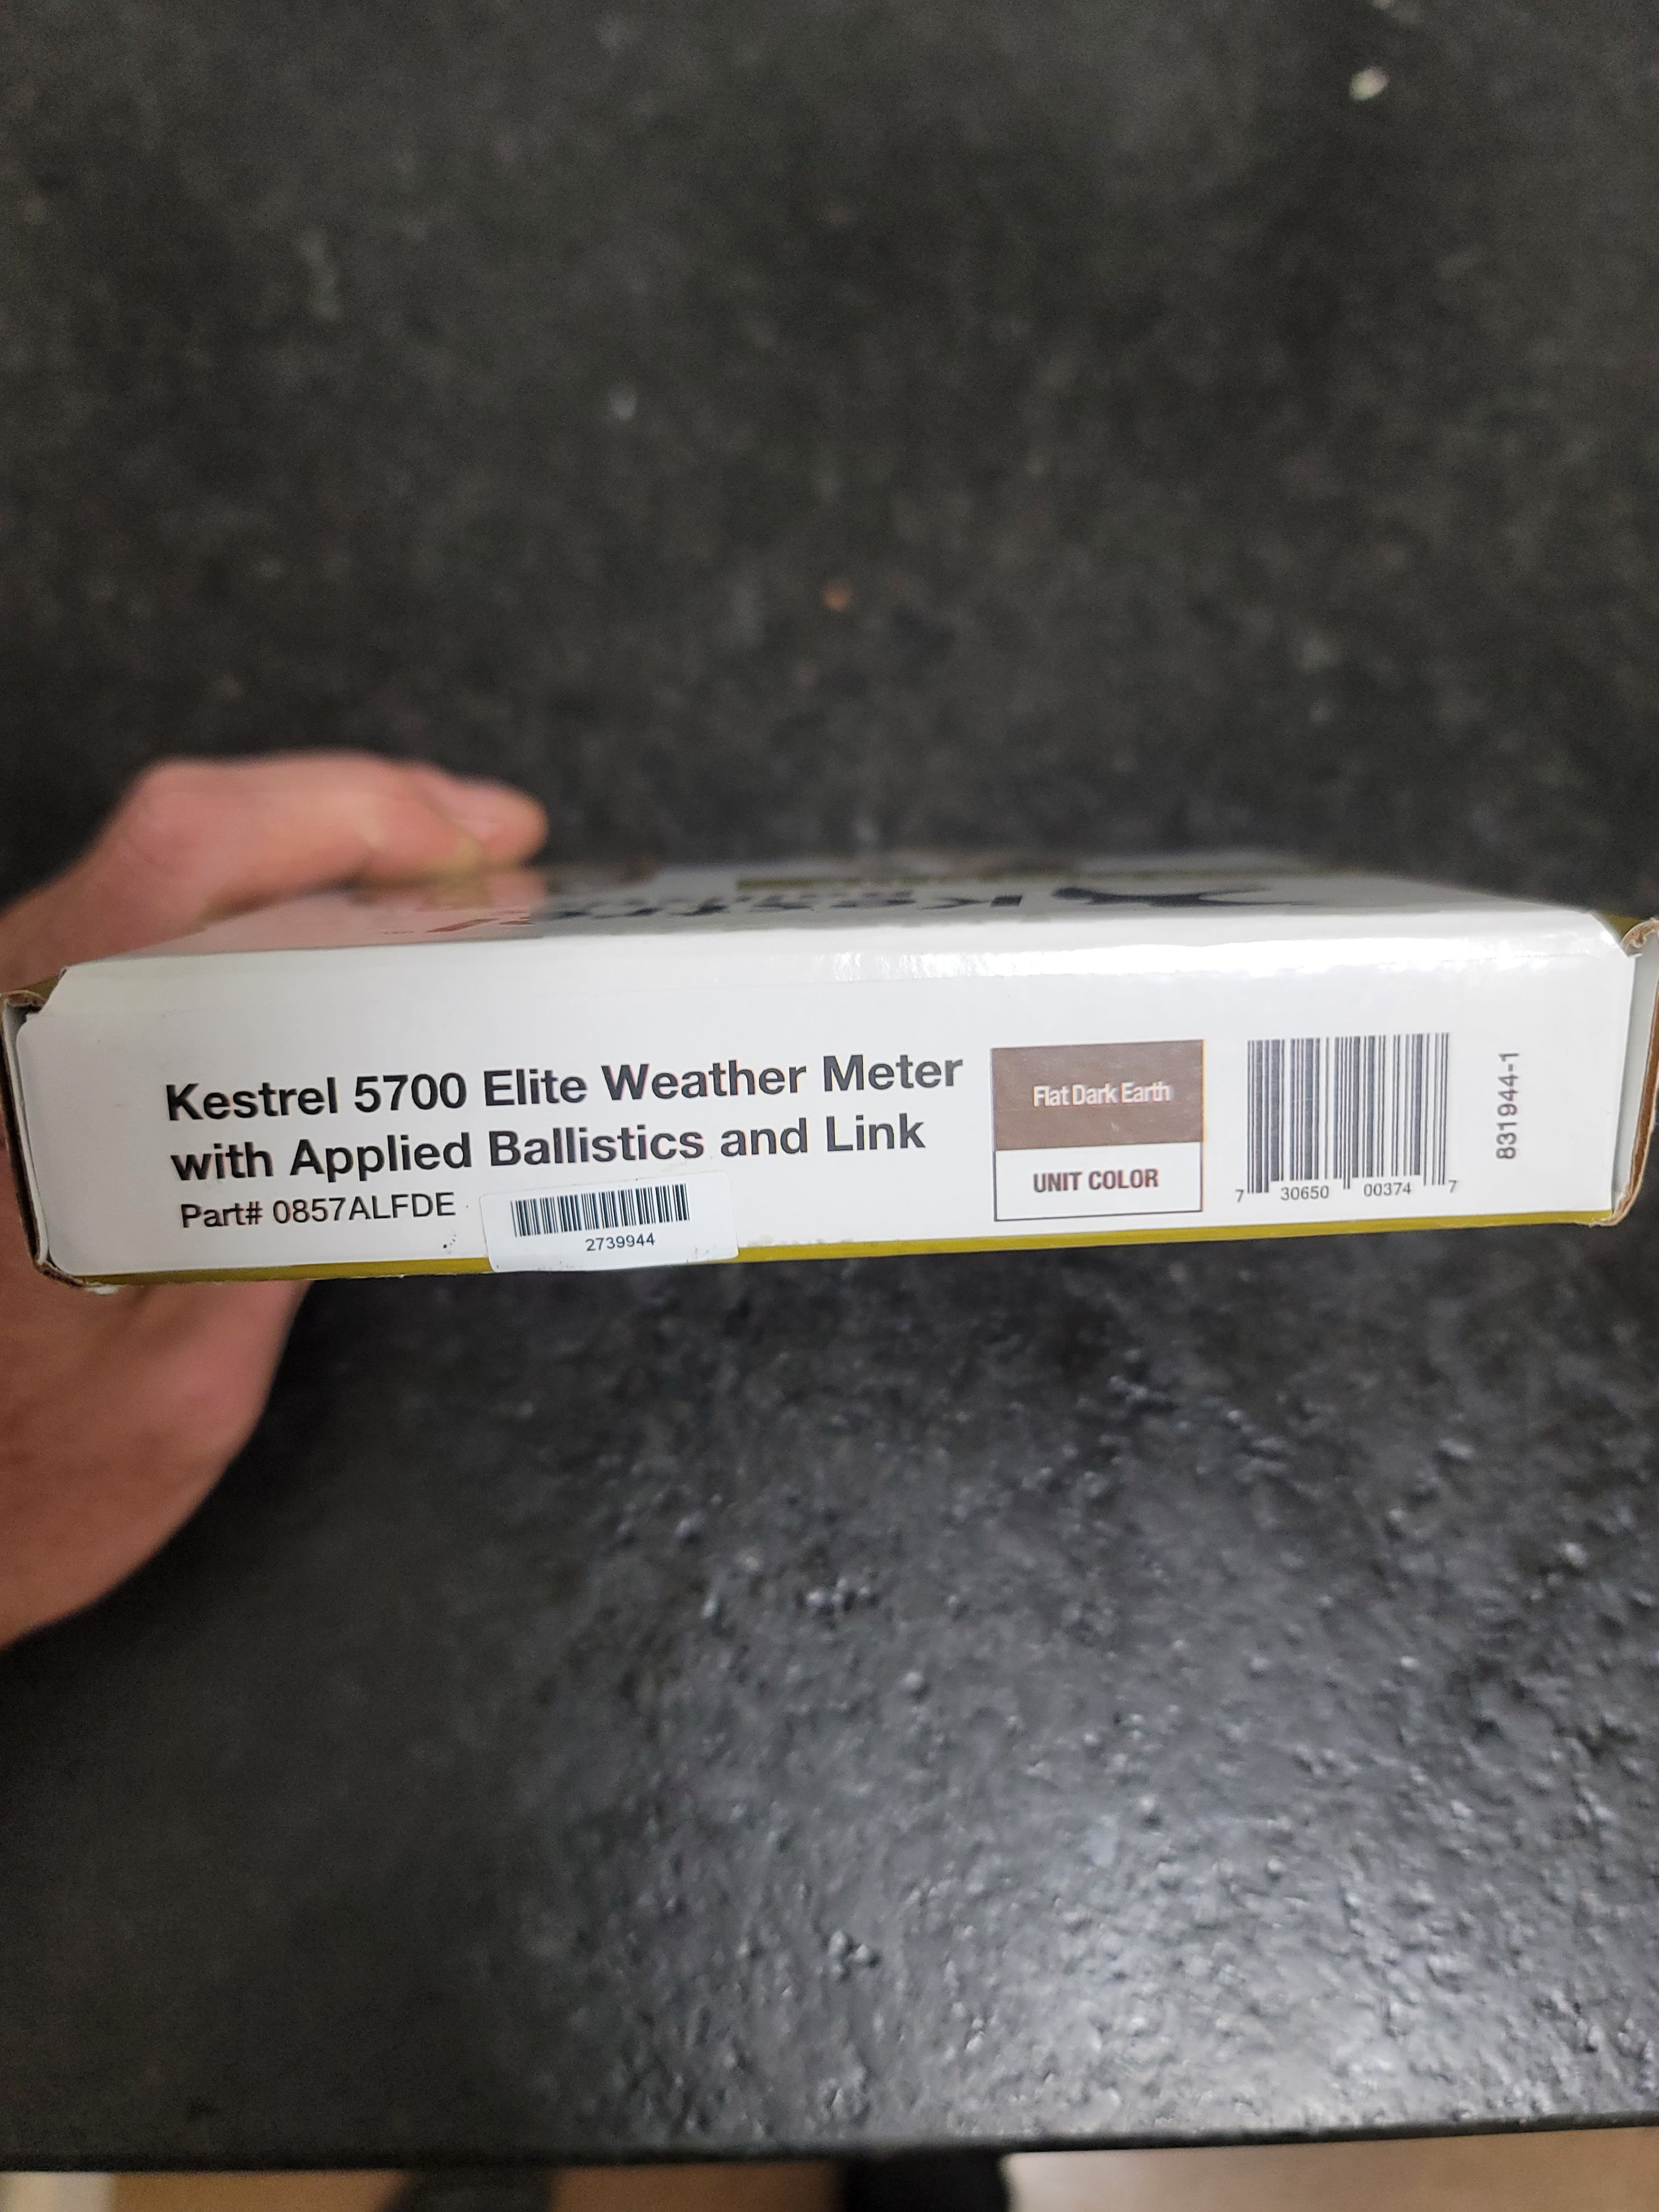 Kestrel 5700 Elite Weather Meter
with Applied Ballistics and Link
Part# 0857ALFDE
2739944
Flat Dark Earth
UNIT COLOR
7 30650 00374 7
831944-1